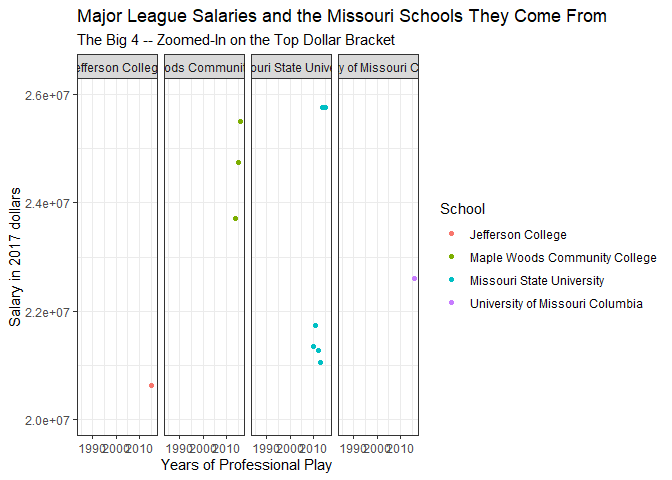 Major League Salaries and the Missouri Schools They Come From
The Big 4 -- Zoomed-In on the Top Dollar Bracket
efferson Colleg
ods Communit
ouri State Unive
y of Missouri C
2.6e+07
2.4e+07
2.2e+07
2.0e+07
Salary in 2017 dollars
1990 2000 2010
1990 2000 2010
1990 2000 2010
1990 2000 2010
Years of Professional Play
School
Jefferson College
Maple Woods Community College
Missouri State University
University of Missouri Columbia